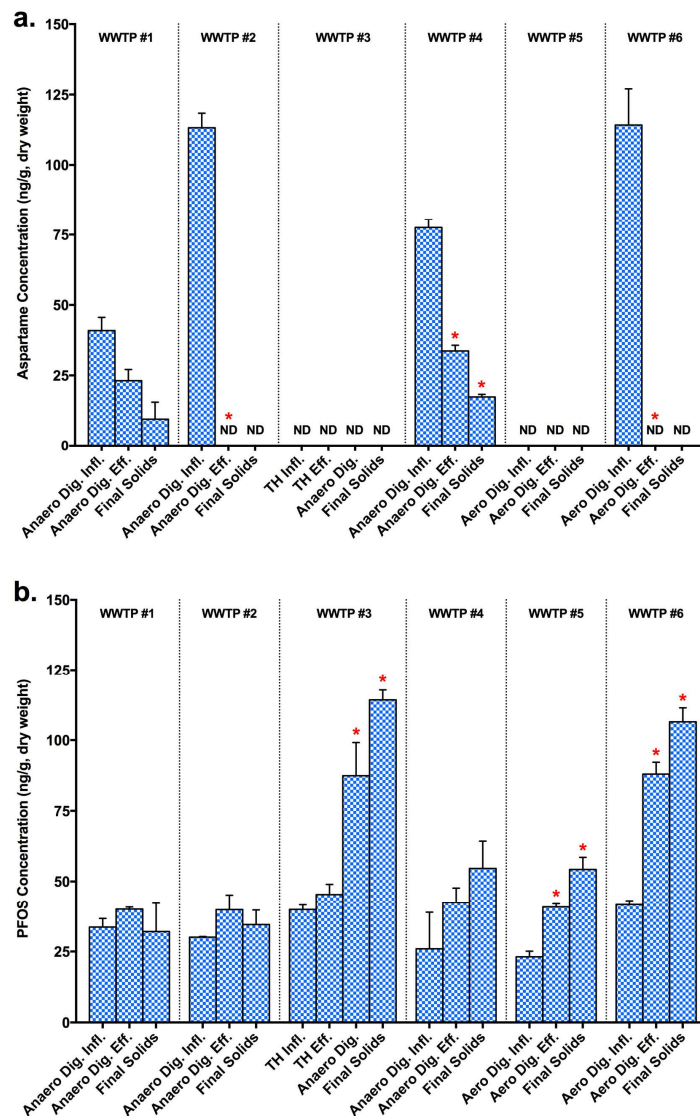 a.
Aspartame Concentration (ng/g, dry weight)
150
125
100
75
50
25
0
WWTP #1
WWTP #2
WWTP #3
WWTP #4
WWTP #5
WWTP #6
*
ND ND
ND ND ND ND
*
*
ND ND ND
*
ND ND
Anaero Dig. Infl.
Anaero Dig. Eff.
Final Solids
Anaero Dig. Infl.
Anaero Dig. Eff.
Final Solids
TH Infl.
TH Eff.
Anaero Dig.
Final Solids
Anaero Dig. Infl.
Anaero Dig. Eff.
Final Solids
Aero Dig. Infl.
Aero Dig. Eff.
Final Solids
Aero Dig. Infl.
Aero Dig. Eff.
Final Solids
b.
PFOS Concentration (ng/g, dry weight)
150
125
100
75
50
25
0
WWTP #1
WWTP #2
WWTP #3
WWTP #4
WWTP #5
WWTP #6
*
*
*
*
*
*
Anaero Dig. Infl.
Anaero Dig. Eff.
Final Solids
Anaero Dig. Infl.
Anaero Dig. Eff.
Final Solids
TH Infl.
TH Eff.
Anaero Dig.
Final Solids
Anaero Dig. Infl.
Anaero Dig. Eff.
Final Solids
Aero Dig. Infl.
Aero Dig. Eff.
Final Solids
Aero Dig. Infl.
Aero Dig. Eff.
Final Solids